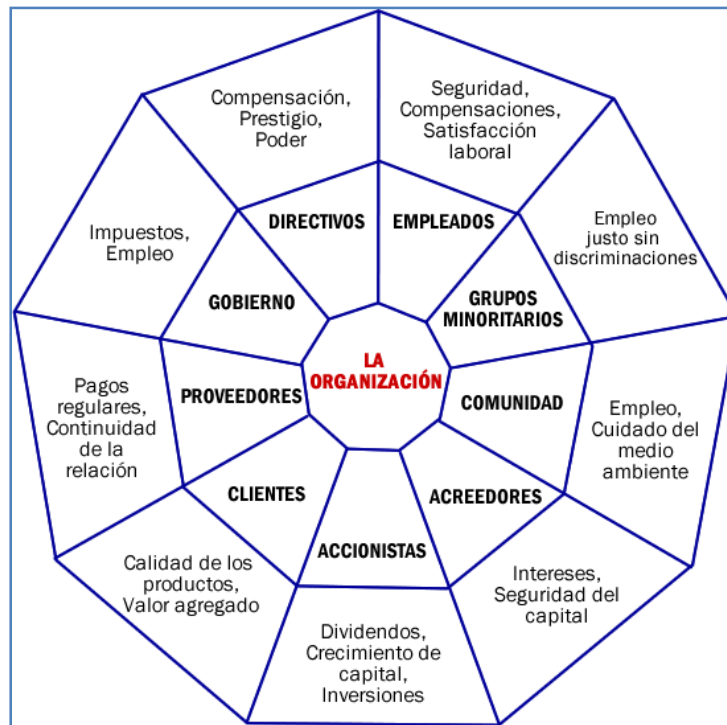 Compensación,
Prestigio,
Poder
Seguridad,
Compensaciones,
Satisfacción
laboral
Impuestos,
Empleo
DIRECTIVOS
EMPLEADOS
Empleo
justo sin
discriminaciones
GOBIERNO
GRUPOS
MINORITARIOS
LA
ORGANIZACIÓN
Pagos
regulares,
Continuidad
de la
relación
PROVEEDORES
COMUNIDAD
Empleo,
Cuidado del
medio
ambiente
CLIENTES
ACREEDORES
ACCIONISTAS
Calidad de los
productos,
Valor agregado
Intereses,
Seguridad del
capital
Dividendos,
Crecimiento de
capital,
Inversiones